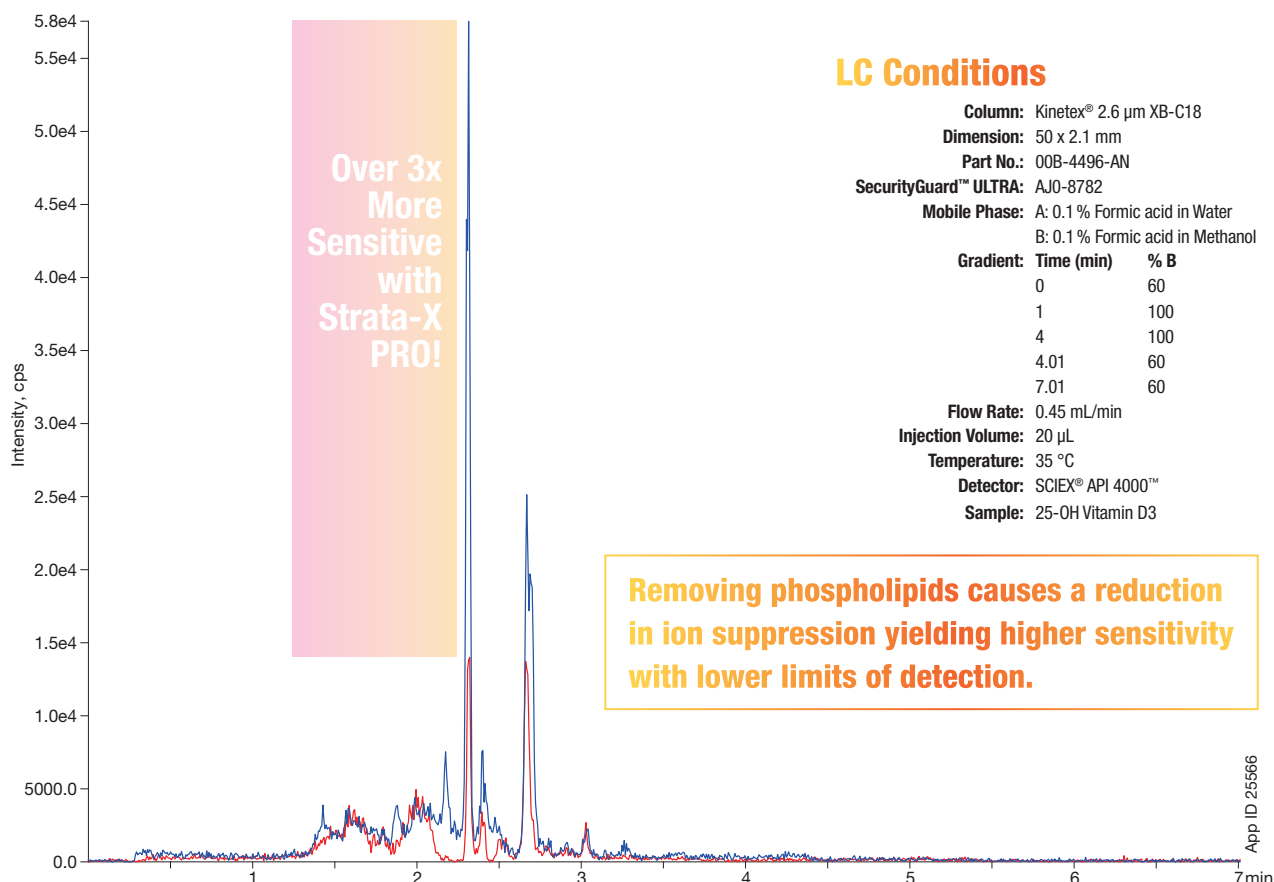 5.8e4
5.5e4
5.0e4
4.5e4
4.0e4
3.5e4
3.0e4
2.5e4
2.0e4
1.5e4
1.0e4
5000.0
0.0
Intensity, cps
1
2
3
4
5
6
7 min
Over 3x
More
Sensitive
with
Strata-X
PRO!
LC Conditions
Column: Kinetex® 2.6 µm XB-C18
Dimension: 50 x 2.1 mm
Part No.: 00B-4496-AN
SecurityGuard™ ULTRA: AJ0-8782
Mobile Phase: A: 0.1 % Formic acid in Water
B: 0.1 % Formic acid in Methanol
Gradient: Time (min) % B
0 60
1 100
4 100
4.01 60
7.01 60
Flow Rate: 0.45 mL/min
Injection Volume: 20 µL
Temperature: 35 °C
Detector: SCIEX® API 4000™
Sample: 25-OH Vitamin D3
Removing phospholipids causes a reduction
in ion suppression yielding higher sensitivity
with lower limits of detection.
App ID 25566